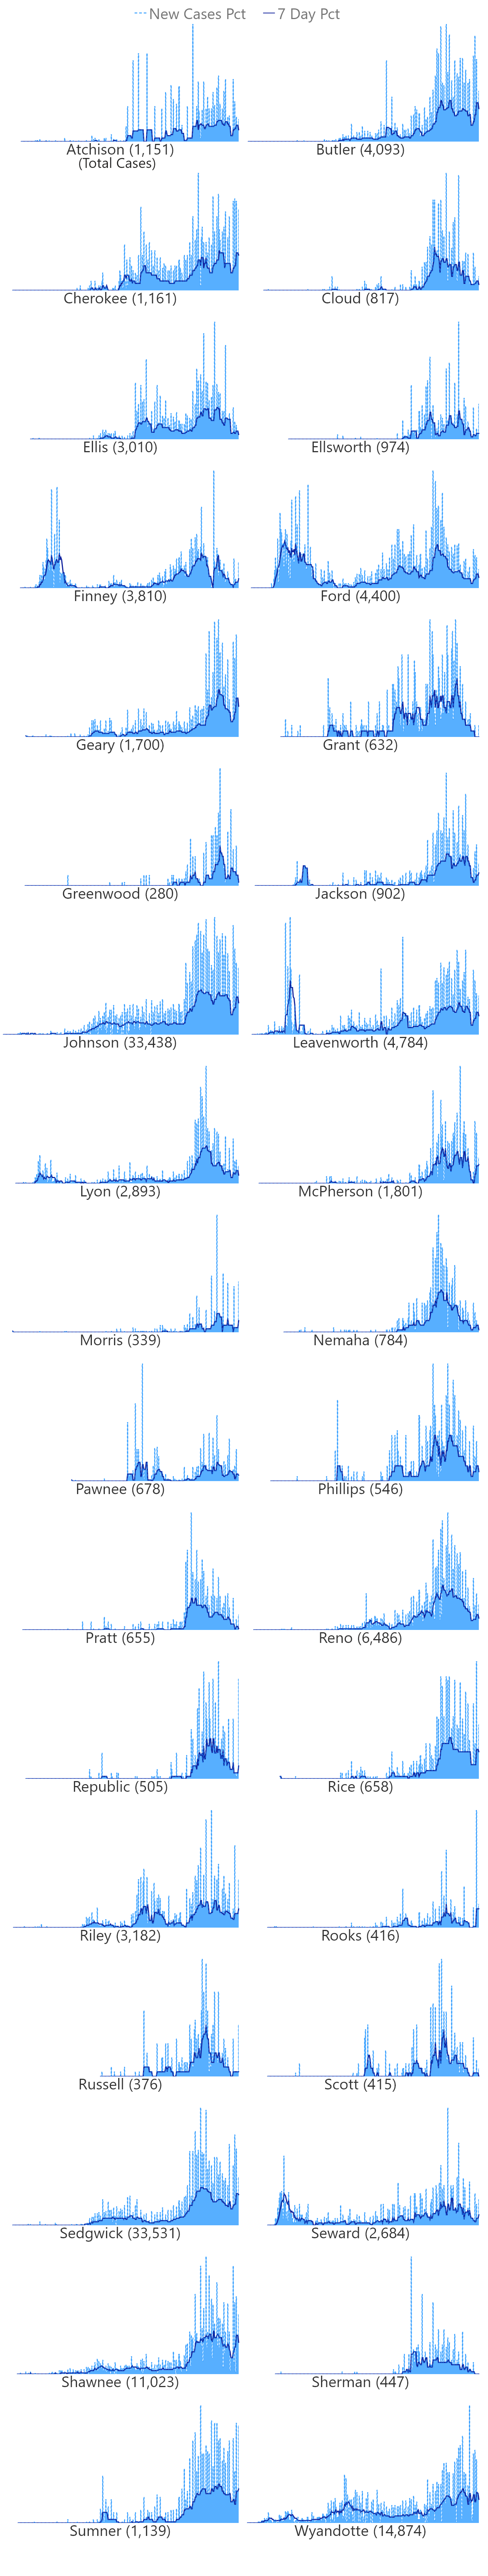 New Cases Pct 7 Day Pct
Atchison (1,151) Butler (4,093)
(Total Cases)
Cherokee (1,161) Cloud (817)
Ellis (3,010) Ellsworth (974)
Finney (3,810) Ford (4,400)
Geary (1,700) Grant (632)
Greenwood (280) Jackson (902)
Johnson (33,438) Leavenworth (4,784)
Lyon (2,893) McPherson (1,801)
Morris (339) Nemaha (784)
Pawnee (678) Phillips (546)
Pratt (655) Reno (6,486)
Republic (505) Rice (658)
Riley (3,182) Rooks (416)
Russell (376) Scott (415)
Sedgwick (33,531) Seward (2,684)
Shawnee (11,023) Sherman (447)
Sumner (1,139) Wyandotte (14,874)